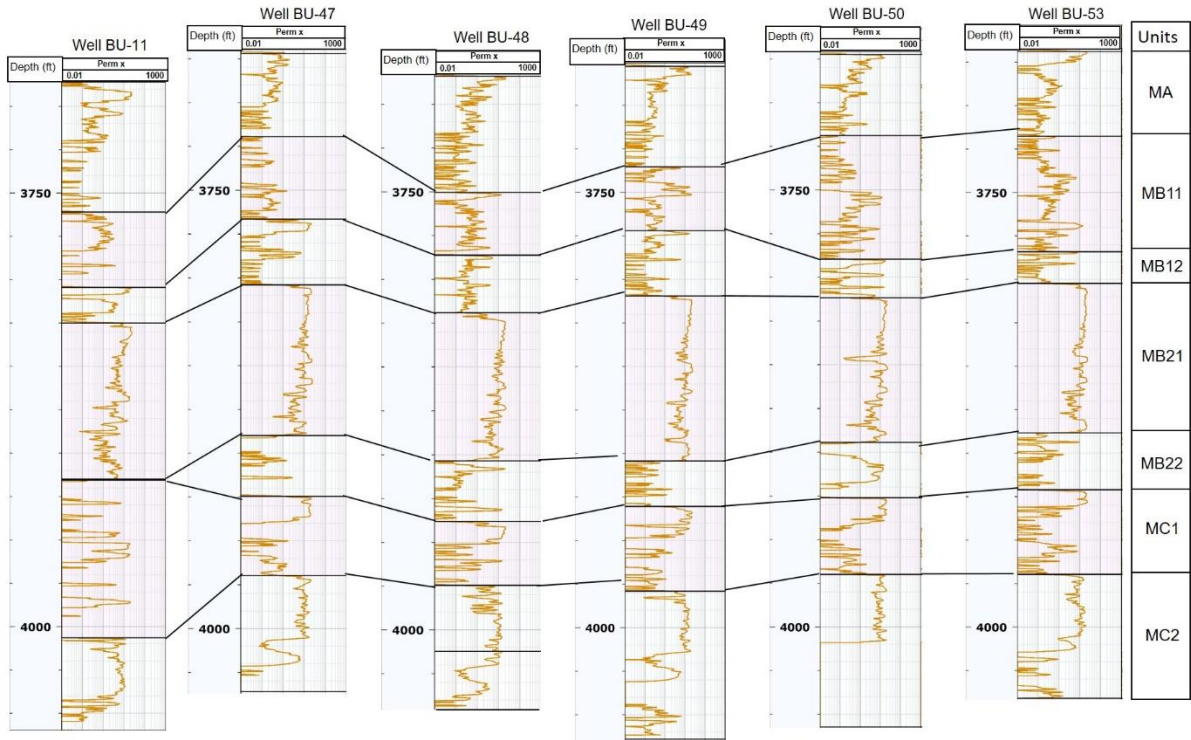 Well BU-11
Depth (ft)
Perm x
0.01 1000
3750
4000
Well BU-47
Depth (ft)
Perm x
0.01 1000
3750
4000
Well BU-48
Depth (ft)
Perm x
0.01 1000
3750
4000
Well BU-49
Depth (ft)
Perm x
0.01 1000
3750
4000
Well BU-50
Depth (ft)
Perm x
0.01 1000
3750
4000
Well BU-53
Depth (ft)
Perm x
0.01 1000
3750
4000
Units
MA
MB11
MB12
MB21
MB22
MC1
MC2